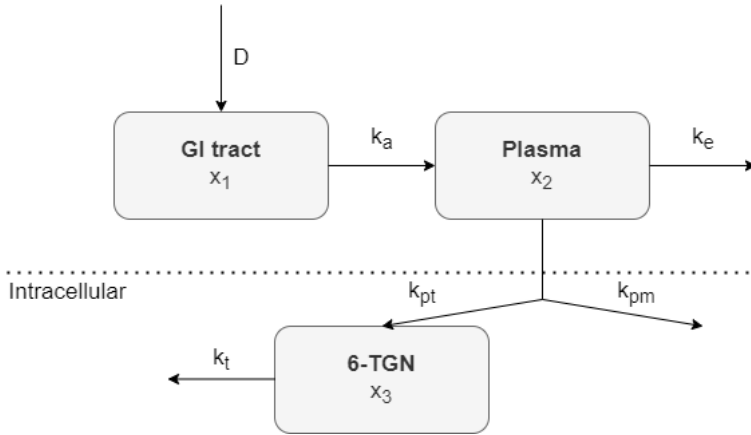 D
GI tract
x₁
kₐ
Plasma
x₂
kₑ
Intracellular
kₚₜ
kₚₘ
6-TGN
x₃
kₜ